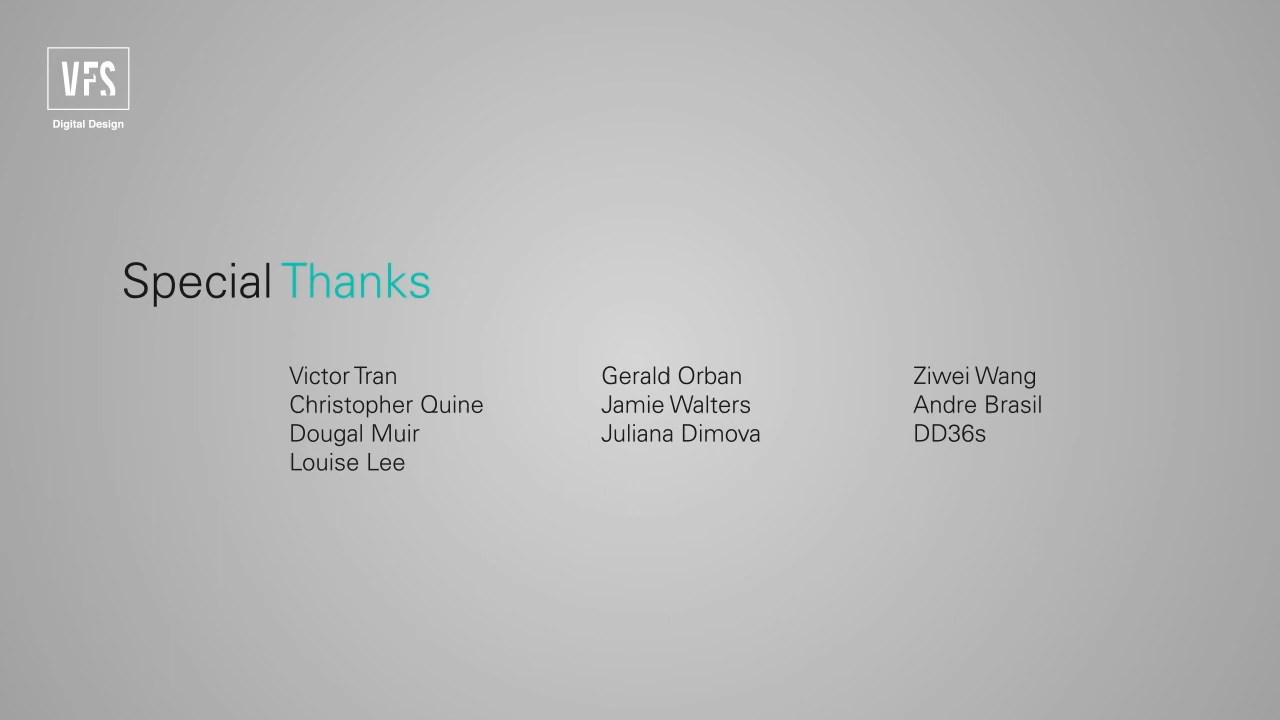 VFS
Digital Design
Special Thanks
Victor Tran
Christopher Quine
Dougal Muir
Louise Lee
Gerald Orban
Jamie Walters
Juliana Dimova
Ziwei Wang
Andre Brasil
DD36s